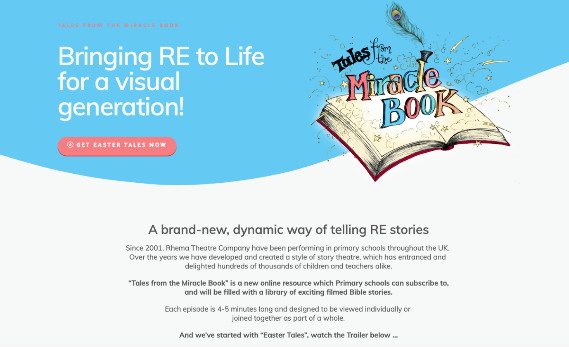 TALES FROM THE MIRACLE BOOK
Bringing RE to Life
for a visual
generation!
GET EASTER TALES NOW
Tales from the
Miracle
Book
A brand-new, dynamic way of telling RE stories
Since 2001, Rhema Theatre Company have been performing in primary schools throughout the UK.
Over the years we have developed and created a style of story theatre, which has entranced and
delighted hundreds of thousands of children and teachers alike.
“Tales from the Miracle Book” is a new online resource which Primary schools can subscribe to,
and will be filled with a library of exciting filmed Bible stories.
Each episode is 4-5 minutes long and designed to be viewed individually or
joined together as part of a whole.
And we’ve started with “Easter Tales”, watch the Trailer below ...